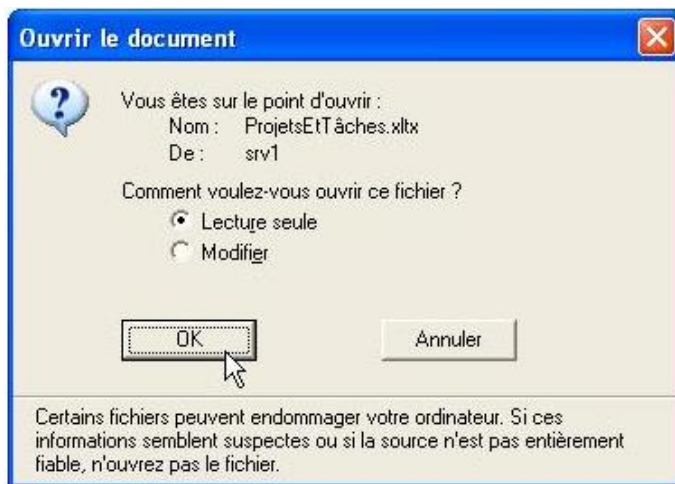 Ouvrir le document
Vous êtes sur le point d'ouvrir :
Nom : ProjetsEtTâches.xltx
De : srv1
Comment voulez-vous ouvrir ce fichier ?
Lecture seule
Modifier
OK Annuler
Certains fichiers peuvent endommager votre ordinateur. Si ces
informations semblent suspectes ou si la source n'est pas entièrement
fiable, n'ouvrez pas le fichier.